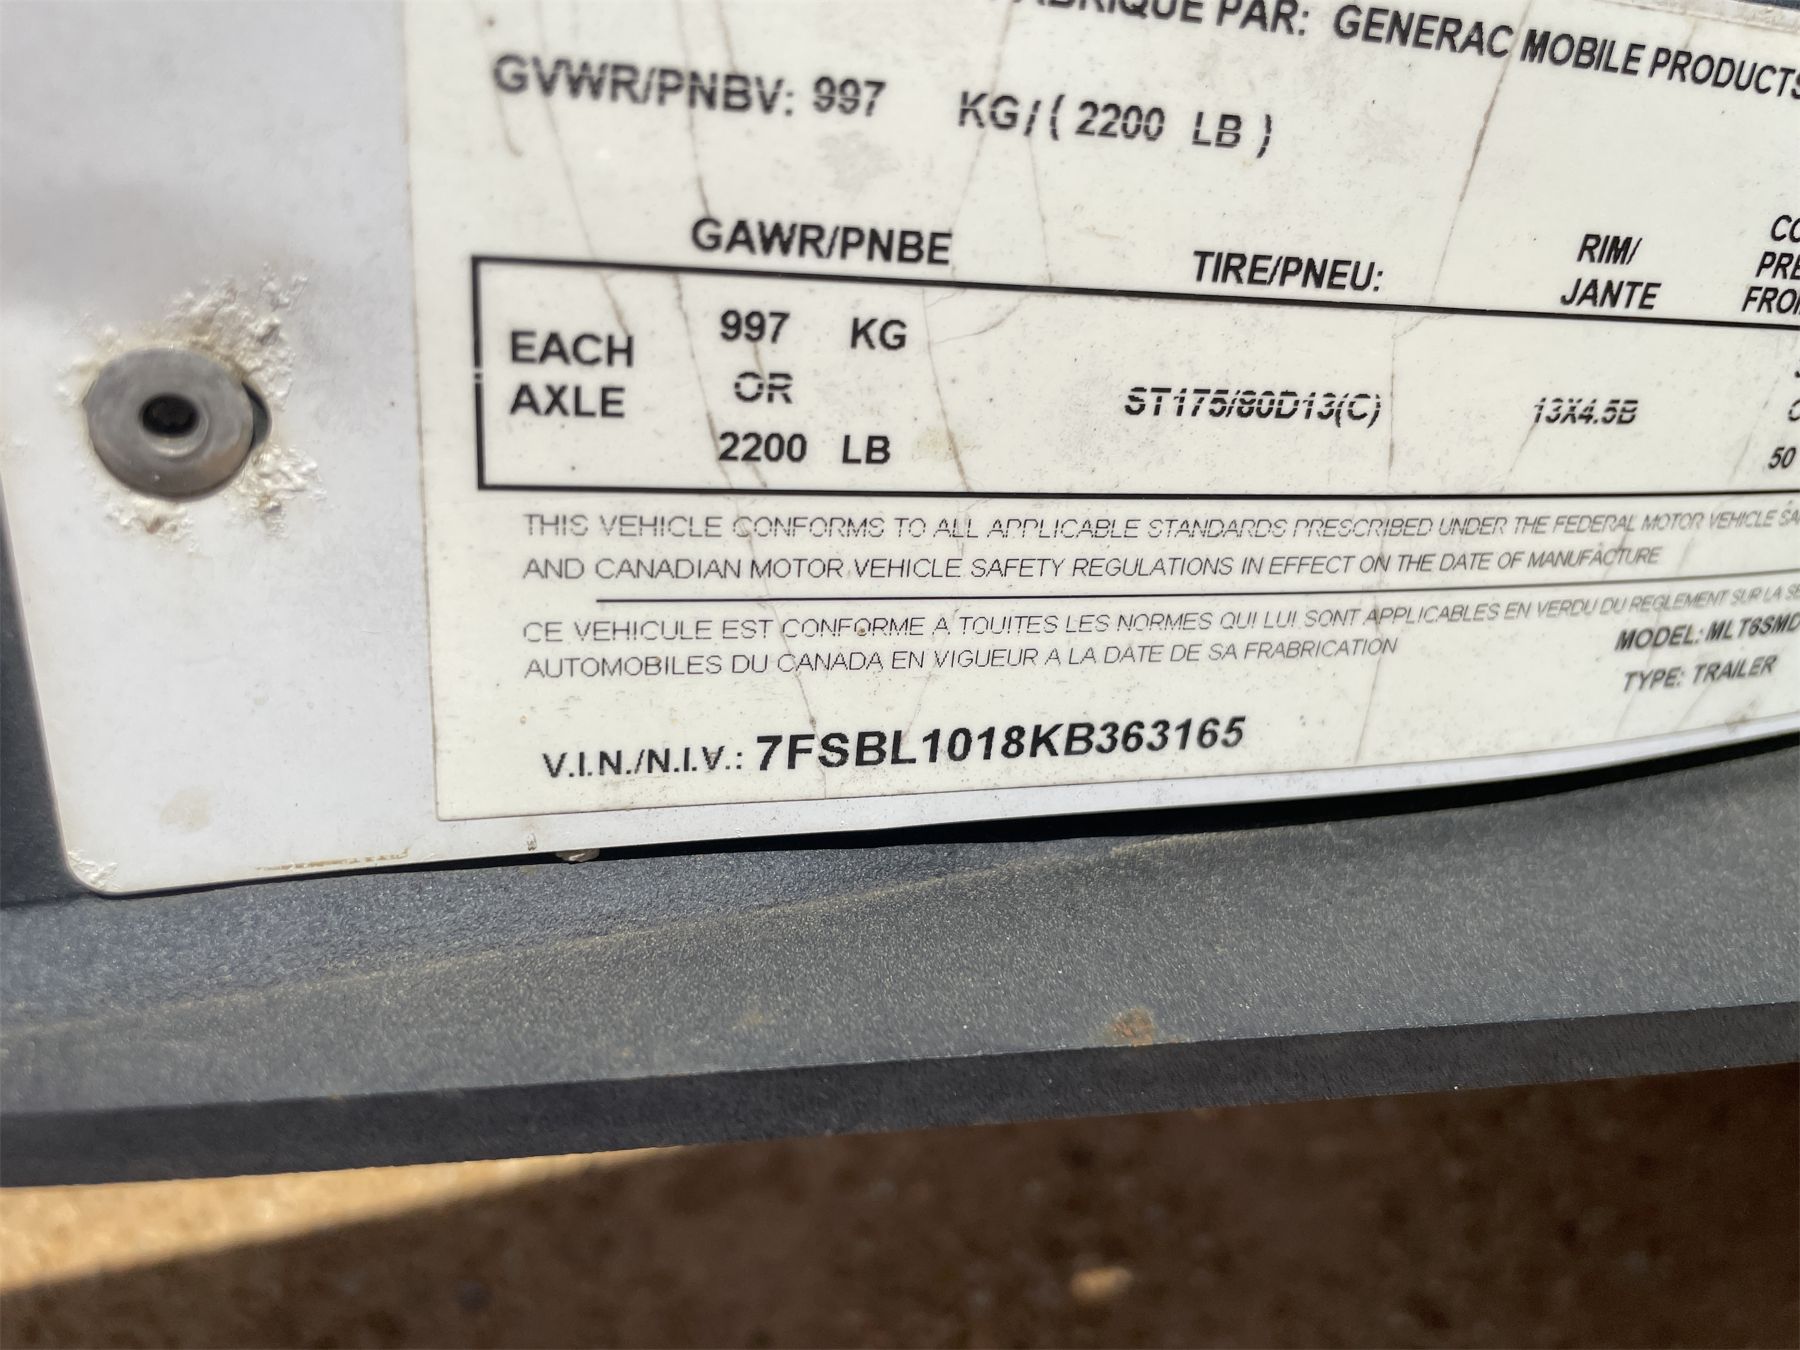 PAR: GENERAC MOBILE PRODUCTS
GVWR/PNBV: 997 KG/( 2200 LB )
GAWR/PNBE TIRE/PNEU: RIM/
JANTE
EACH
AXLE
997 KG
OR
2200 LB
ST175/80D13(C) 13X4.5B
50
THIS VEHICLE CONFORMS TO ALL APPLICABLE STANDARDS PRESCRIBED UNDER THE FEDERAL MOTOR VEHICLE
AND CANADIAN MOTOR VEHICLE SAFETY REGULATIONS IN EFFECT ON THE DATE OF MANUFACTURE
CE VEHICULE EST CONFORME A TOUITES LES NORMES QUI LUI SONT APPLICABLES EN VERDU DU REGLEMENT SUR LA
AUTOMOBILES DU CANADA EN VIGUEUR A LA DATE DE SA FRABRICATION
MODEL: MLT6SMD
TYPE: TRAILER
V.I.N./N.I.V.: 7FSBL1018KB363165